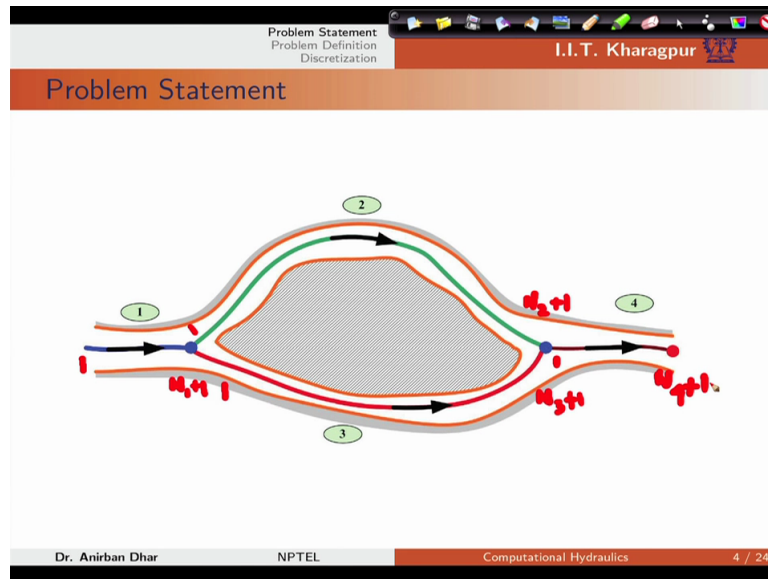 Problem Statement
Problem Definition
Discretization
I.I.T. Kharagpur
Problem Statement
2
1
N₂+1
4
1
1
1
N₁+1
1
N₃+1
N₄+1
3
Dr. Anirban Dhar
NPTEL
Computational Hydraulics
4 / 24